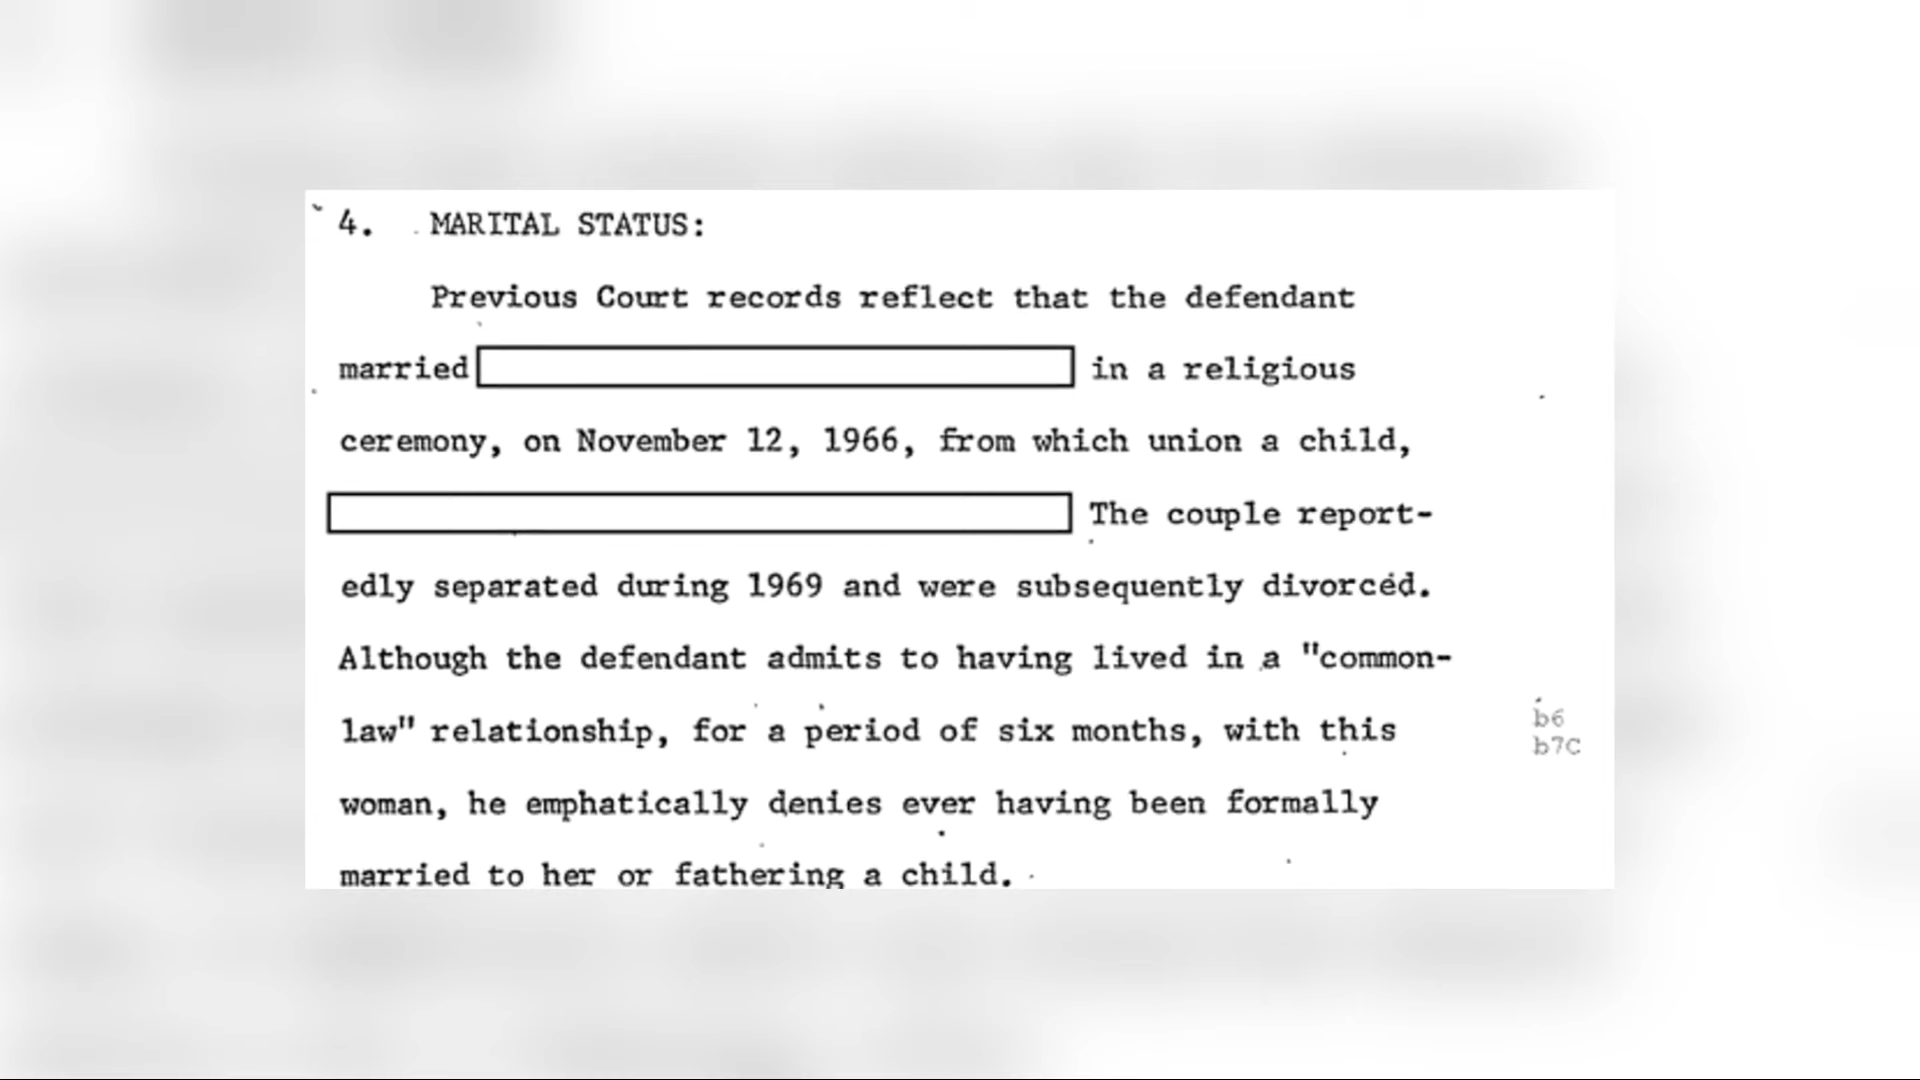 4. MARITAL STATUS:
Previous Court records reflect that the defendant
married in a religious
ceremony, on November 12, 1966, from which union a child,
The couple report-
edly separated during 1969 and were subsequently divorced.
Although the defendant admits to having lived in a "common-
law" relationship, for a period of six months, with this
woman, he emphatically denies ever having been formally
married to her or fathering a child.
b6
b7C